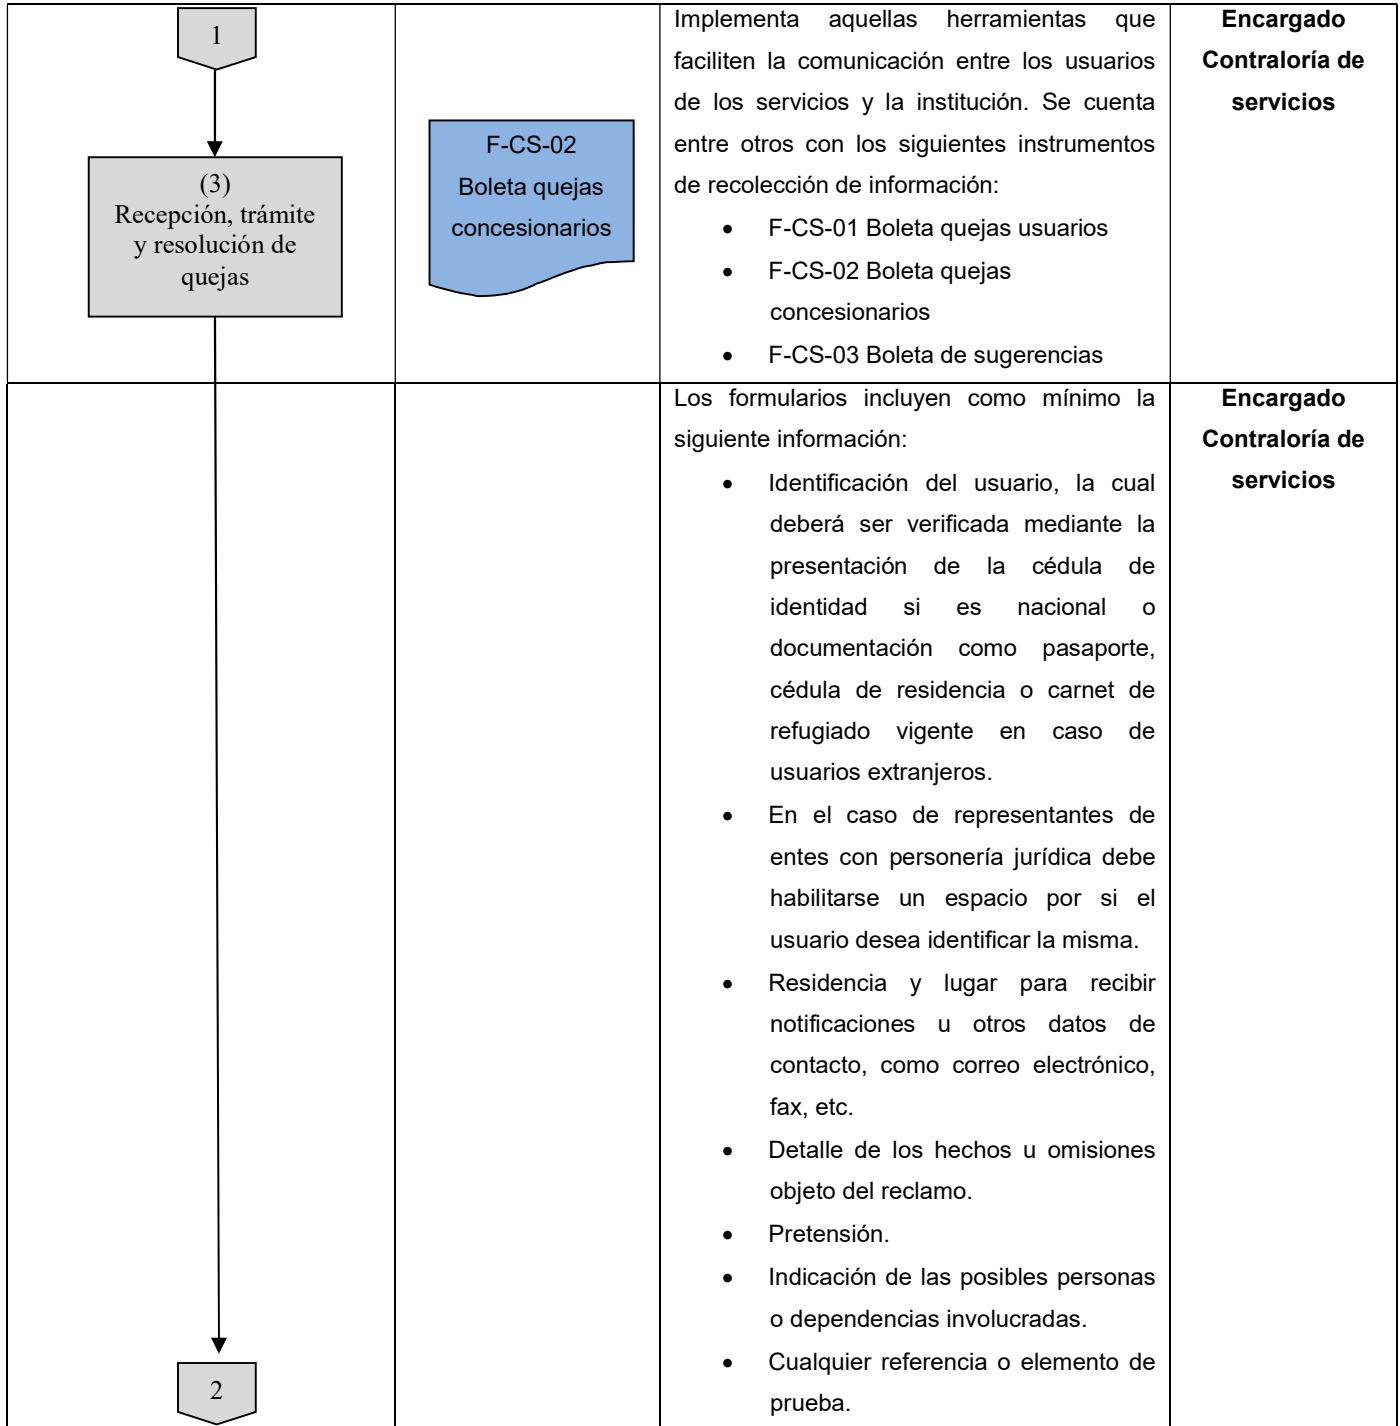 1
(3)
Recepción, trámite
y resolución de
quejas
F-CS-02
Boleta quejas
concesionarios
Implementa aquellas herramientas que
faciliten la comunicación entre los usuarios
de los servicios y la institución. Se cuenta
entre otros con los siguientes instrumentos
de recolección de información:
• F-CS-01 Boleta quejas usuarios
• F-CS-02 Boleta quejas
concesionarios
• F-CS-03 Boleta de sugerencias
Encargado
Contraloría de
servicios
Los formularios incluyen como mínimo la
siguiente información:
• Identificación del usuario, la cual
deberá ser verificada mediante la
presentación de la cédula de
identidad si es nacional o
documentación como pasaporte,
cédula de residencia o carnet de
refugiado vigente en caso de
usuarios extranjeros.
• En el caso de representantes de
entes con personería jurídica debe
habilitarse un espacio por si el
usuario desea identificar la misma.
• Residencia y lugar para recibir
notificaciones u otros datos de
contacto, como correo electrónico,
fax, etc.
• Detalle de los hechos u omisiones
objeto del reclamo.
• Pretensión.
• Indicación de las posibles personas
o dependencias involucradas.
• Cualquier referencia o elemento de
prueba.
Encargado
Contraloría de
servicios
2